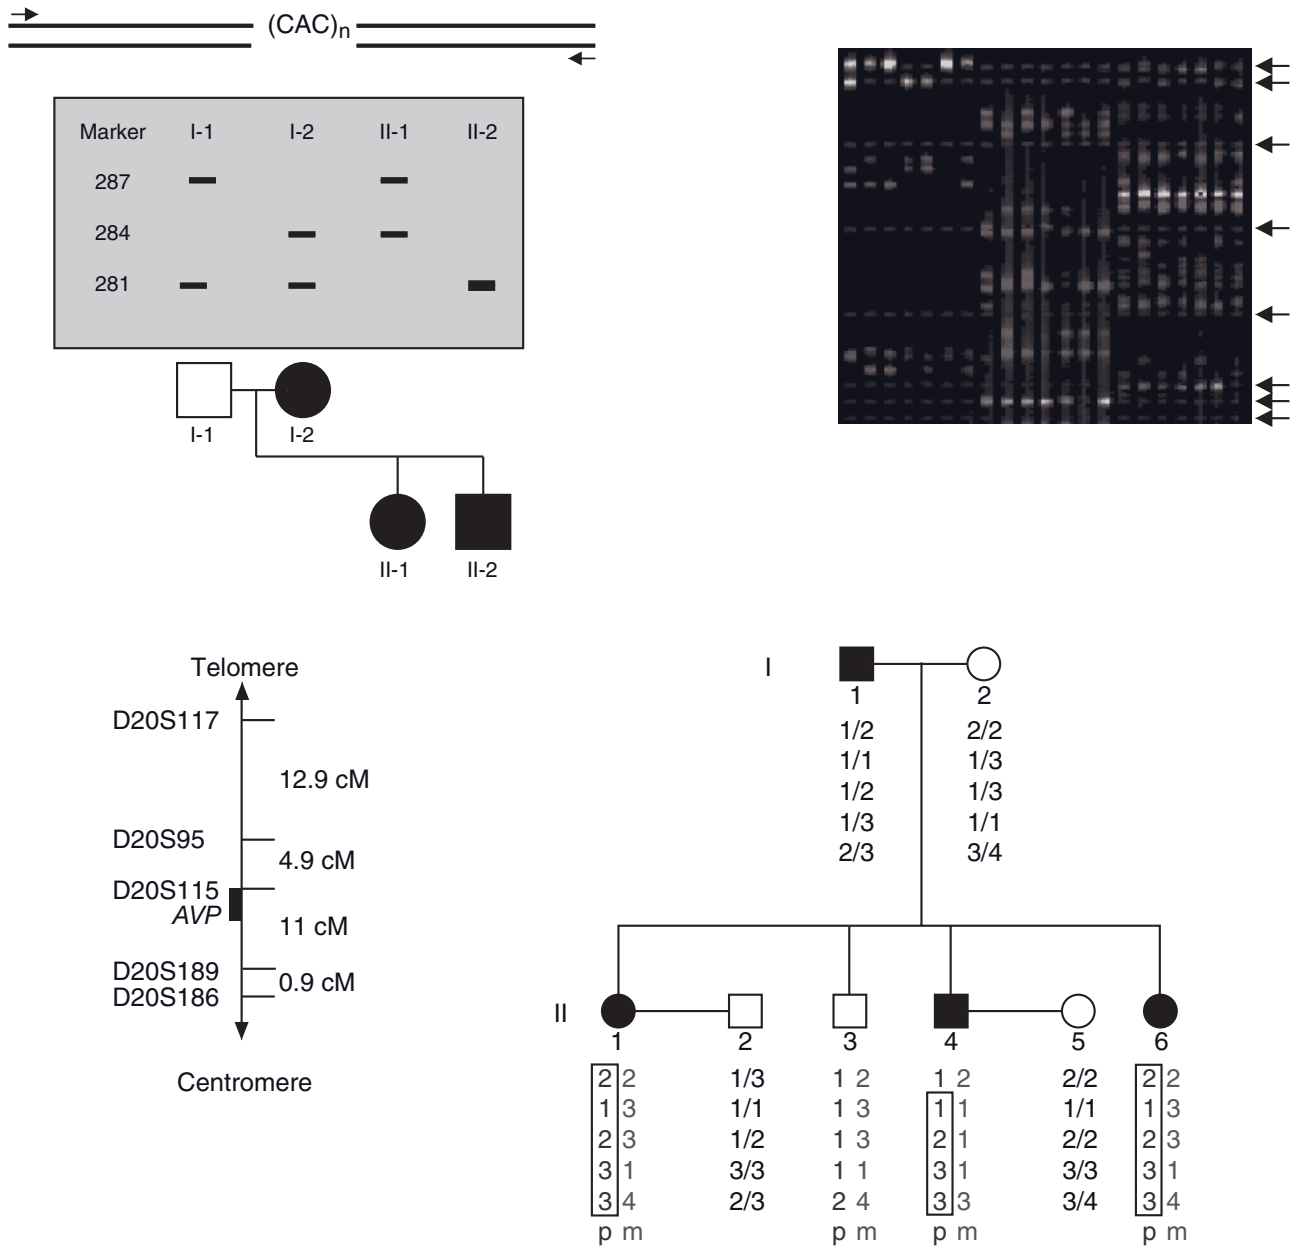 (CAC)n
Marker I-1 I-2 II-1 II-2
287
284
281
I-1 I-2
II-1 II-2
Telomere
D20S117
12.9 cM
D20S95
4.9 cM
D20S115
AVP
11 cM
D20S189
0.9 cM
D20S186
Centromere
I
1 2
1/2 2/2
1/1 1/3
1/2 1/3
1/3 1/1
2/3 3/4
II
1 2 3 4 5 6
2 2 1/3 1 2 1 2 2/2 2 2
1 3 1/1 1 3 1 1 1/1 1 3
2 3 1/2 1 3 2 1 2/2 2 3
3 1 3/3 1 1 3 1 3/3 3 1
3 4 2/3 2 4 3 3 3/4 3 4
p m p m p m p m